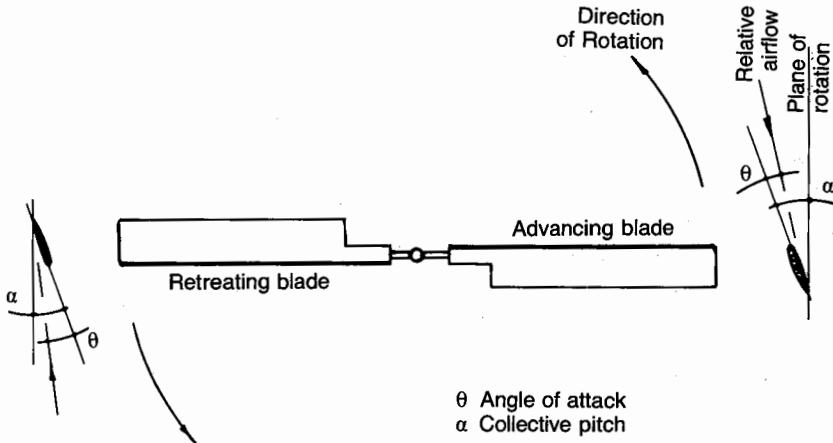 Direction
of Rotation
Relative
airflow
Plane of
rotation
θ
α
Advancing blade
Retreating blade
α
θ
θ Angle of attack
α Collective pitch